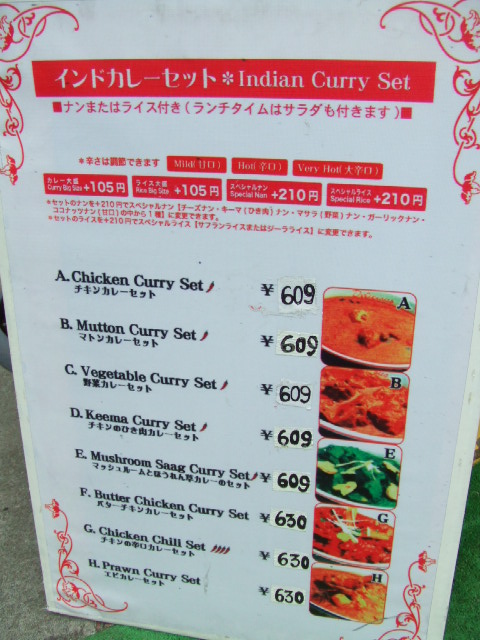 インドカレーセット＊Indian Curry Set
■ナンまたはライス付き(ランチタイムはサラダも付きます)■
*辛さは調節できます Mild(甘口) Hot(辛口) Very Hot(大辛口)
カレー大盛 Curry Big Size +105円 ライス大盛 Rice Big Size +105円 スペシャルナン Special Nan +210円 スペシャルライス Special Rice +210円
*セットのナンを+210円でスペシャルナン【チーズナン・キーマ(ひき肉)ナン・マサラ(野菜)ナン・ガーリックナン・
ココナッツナン(甘口)の中から1種】に変更できます。
*セットのライスを+210円でスペシャルライス【サフランライスまたはジーラライス】に変更できます。
A. Chicken Curry Set ¥ 609
チキンカレーセット
B. Mutton Curry Set ¥ 609
マトンカレーセット
C. Vegetable Curry Set ¥ 609
野菜カレーセット
D. Keema Curry Set ¥ 609
チキンのひき肉カレーセット
E. Mushroom Saag Curry Set ¥ 609
マッシュルームとほうれん草カレーのセット
F. Butter Chicken Curry Set ¥ 630
バターチキンカレーセット
G. Chicken Chili Set ¥ 630
チキンの辛口カレーセット
H. Prawn Curry Set ¥ 630
エビカレーセット
A
B
E
G
H